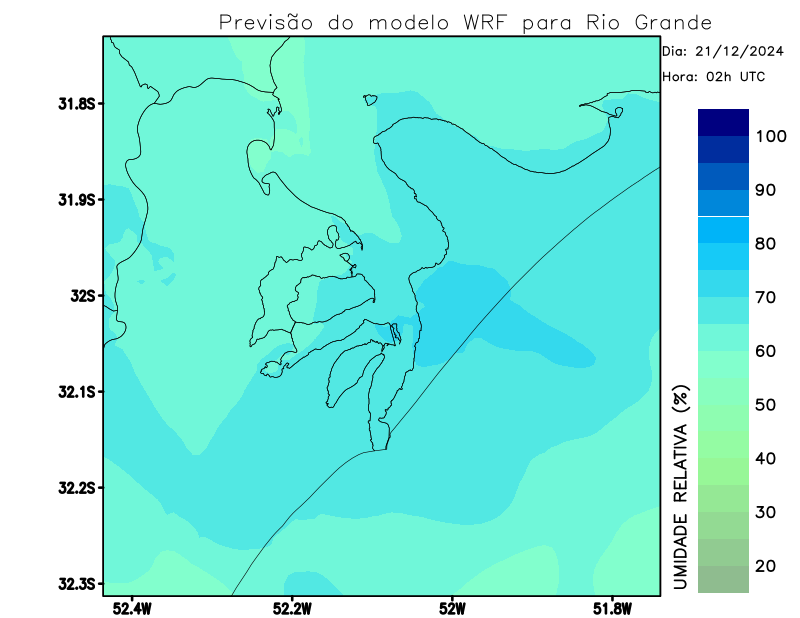 Previsão do modelo WRF para Rio Grande
Dia: 21/12/2024
Hora: 02h UTC
31.8S
31.9S
32S
32.1S
32.2S
32.3S
52.4W
52.2W
52W
51.8W
100
90
80
70
60
50
40
30
20
UMIDADE RELATIVA (%)